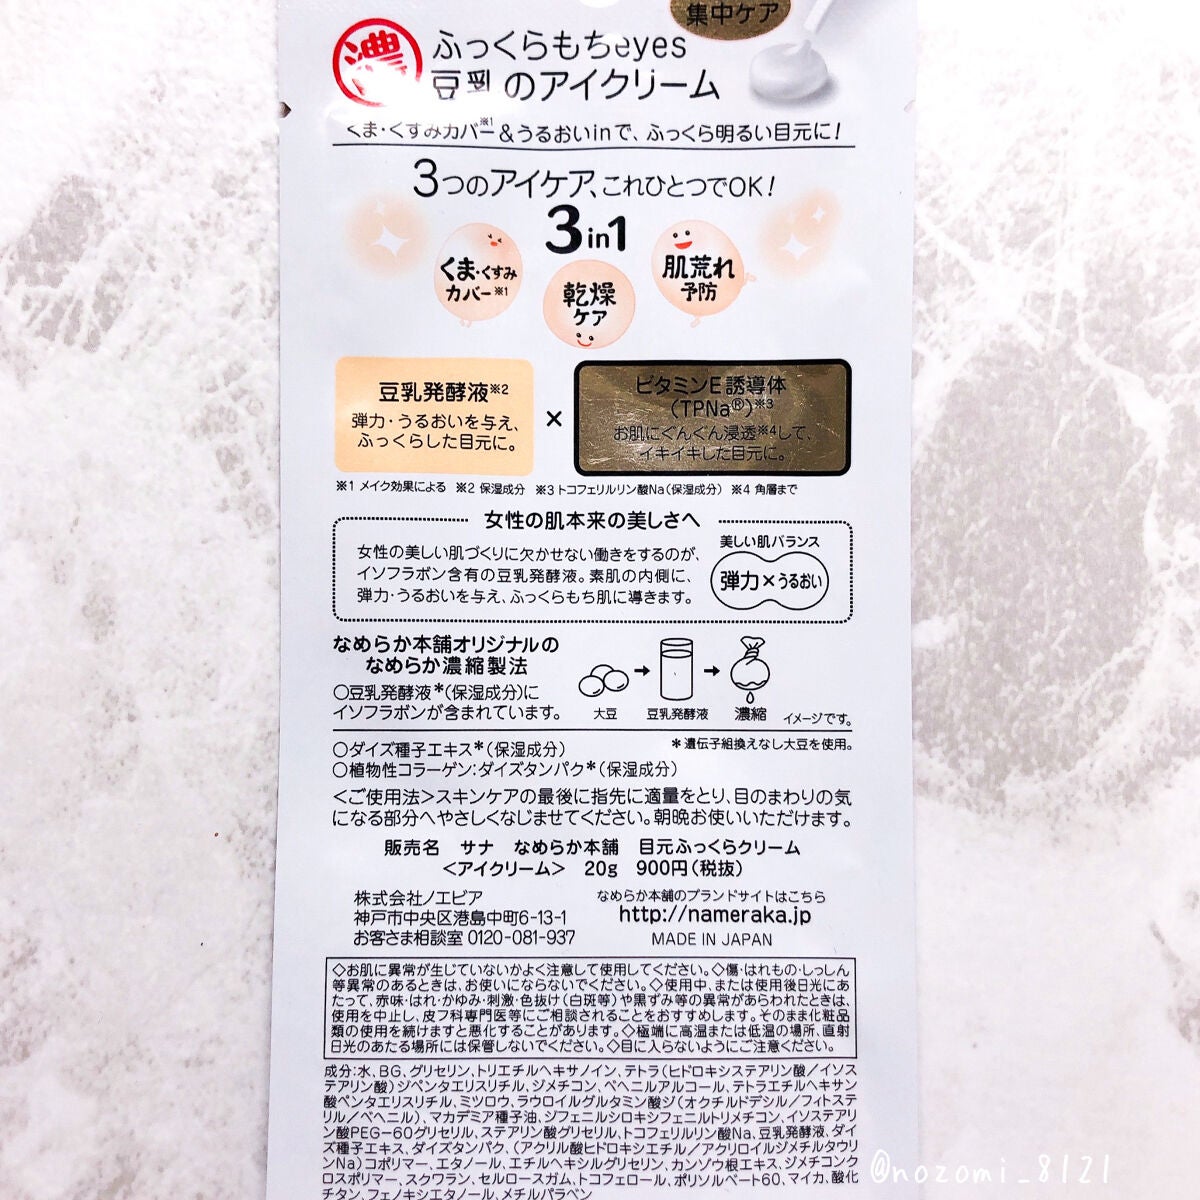 集中ケア
濃
ふっくらもちeyes
豆乳のアイクリーム
くま・くすみカバー※1&うるおいinで、ふっくら明るい目元に!
3つのアイケア、これひとつでOK!
3in1
くま・くすみ
カバー※1
乾燥
ケア
肌荒れ
予防
豆乳発酵液※2
弾力・うるおいを与え、
ふっくらした目元に。
×
ビタミンE誘導体
(TPNa®)※3
お肌にぐんぐん浸透※4して、
イキイキした目元に。
※1 メイク効果による ※2 保湿成分 ※3 トコフェリルリン酸Na(保湿成分) ※4 角層まで
女性の肌本来の美しさへ
女性の美しい肌づくりに欠かせない働きをするのが、
イソフラボン含有の豆乳発酵液。素肌の内側に、
弾力・うるおいを与え、ふっくらもち肌に導きます。
美しい肌バランス
弾力×うるおい
なめらか本舗オリジナルの
なめらか濃縮製法
○豆乳発酵液*(保湿成分)に
イソフラボンが含まれています。
大豆 豆乳発酵液 濃縮 イメージです。
○ダイズ種子エキス*(保湿成分)
*遺伝子組換えなし大豆を使用。
○植物性コラーゲン:ダイズタンパク*(保湿成分)
<ご使用法>スキンケアの最後に指先に適量をとり、目のまわりの気
になる部分へやさしくなじませてください。朝晩お使いいただけます。
販売名 サナ なめらか本舗 目元ふっくらクリーム
<アイクリーム> 20g 900円(税抜)
株式会社ノエビア
神戸市中央区港島中町6-13-1
お客さま相談室 0120-081-937
なめらか本舗のブランドサイトはこちら
http://nameraka.jp
MADE IN JAPAN
◇お肌に異常が生じていないかよく注意して使用してください。◇傷・はれもの・しっしん
等異常のあるときは、お使いにならないでください。◇使用中、または使用後日光にあ
たって、赤味・はれ・かゆみ・刺激・色抜け(白斑等)や黒ずみ等の異常があらわれたときは、
使用を中止し、皮フ科専門医等にご相談されることをおすすめします。そのまま化粧品
類の使用を続けますと悪化することがあります。◇極端に高温または低温の場所、直射
日光のあたる場所には保管しないでください。◇目に入らないようにご注意ください。
成分:水、BG、グリセリン、トリエチルヘキサノイン、テトラ(ヒドロキシステアリン酸/イソス
テアリン酸)ジペンタエリスリチル、ジメチコン、ベヘニルアルコール、テトラエチルヘキサン
酸ペンタエリスリチル、ミツロウ、ラウロイルグルタミン酸ジ(オクチルドデシル/フィトステ
リル/ベヘニル)、マカデミア種子油、ジフェニルシロキシフェニルトリメチコン、イソステアリ
ン酸PEG-60グリセリル、ステアリン酸グリセリル、トコフェリルリン酸Na、豆乳発酵液、ダイ
ズ種子エキス、ダイズタンパク、(アクリル酸ヒドロキシエチル/アクリロイルジメチルタウリ
ンNa)コポリマー、エタノール、エチルヘキシルグリセリン、カンゾウ根エキス、ジメチコンク
ロスポリマー、スクワラン、セルロースガム、トコフェロール、ポリソルベート60、マイカ、酸化
チタン、フェノキシエタノール、メチルパラベン
@nozomi_8121